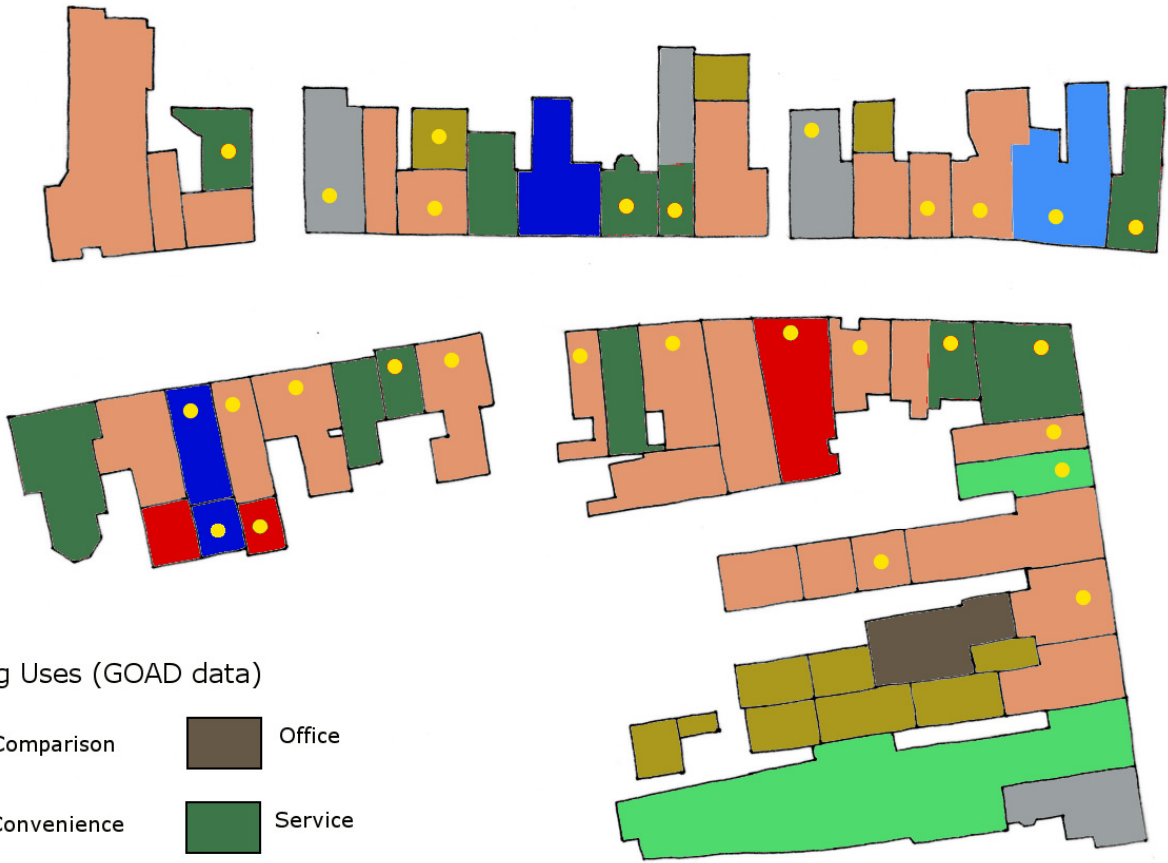 g Uses (GOAD data)
Comparison
Office
Convenience
Service